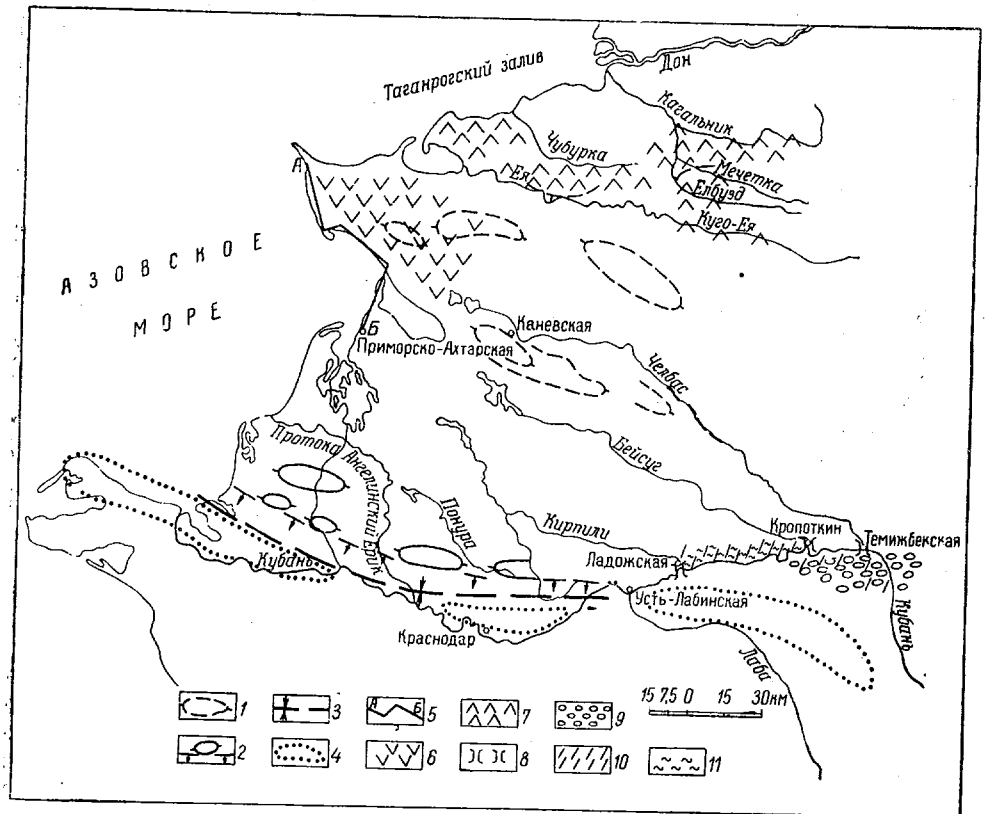 Дон
Таганрогский залив
Кагальник
А
Чубурка
Мечетка
Ея
Елбузд
Куго-Ея
АЗОВСКОЕ
МОРЕ
Каневская
Б
Приморско-Ахтарская
Челбас
Протока
Ангелинский Ерик
Бейсуг
Понура
Кирпили
Кропоткин
Темижбекская
Ладожская
Кубань
Усть-Лабинская
Краснодар
Кубань
Лаба
1
3
А Б 5
7
9
15 7,5 0 15 30км
2
4
6
8
10
11